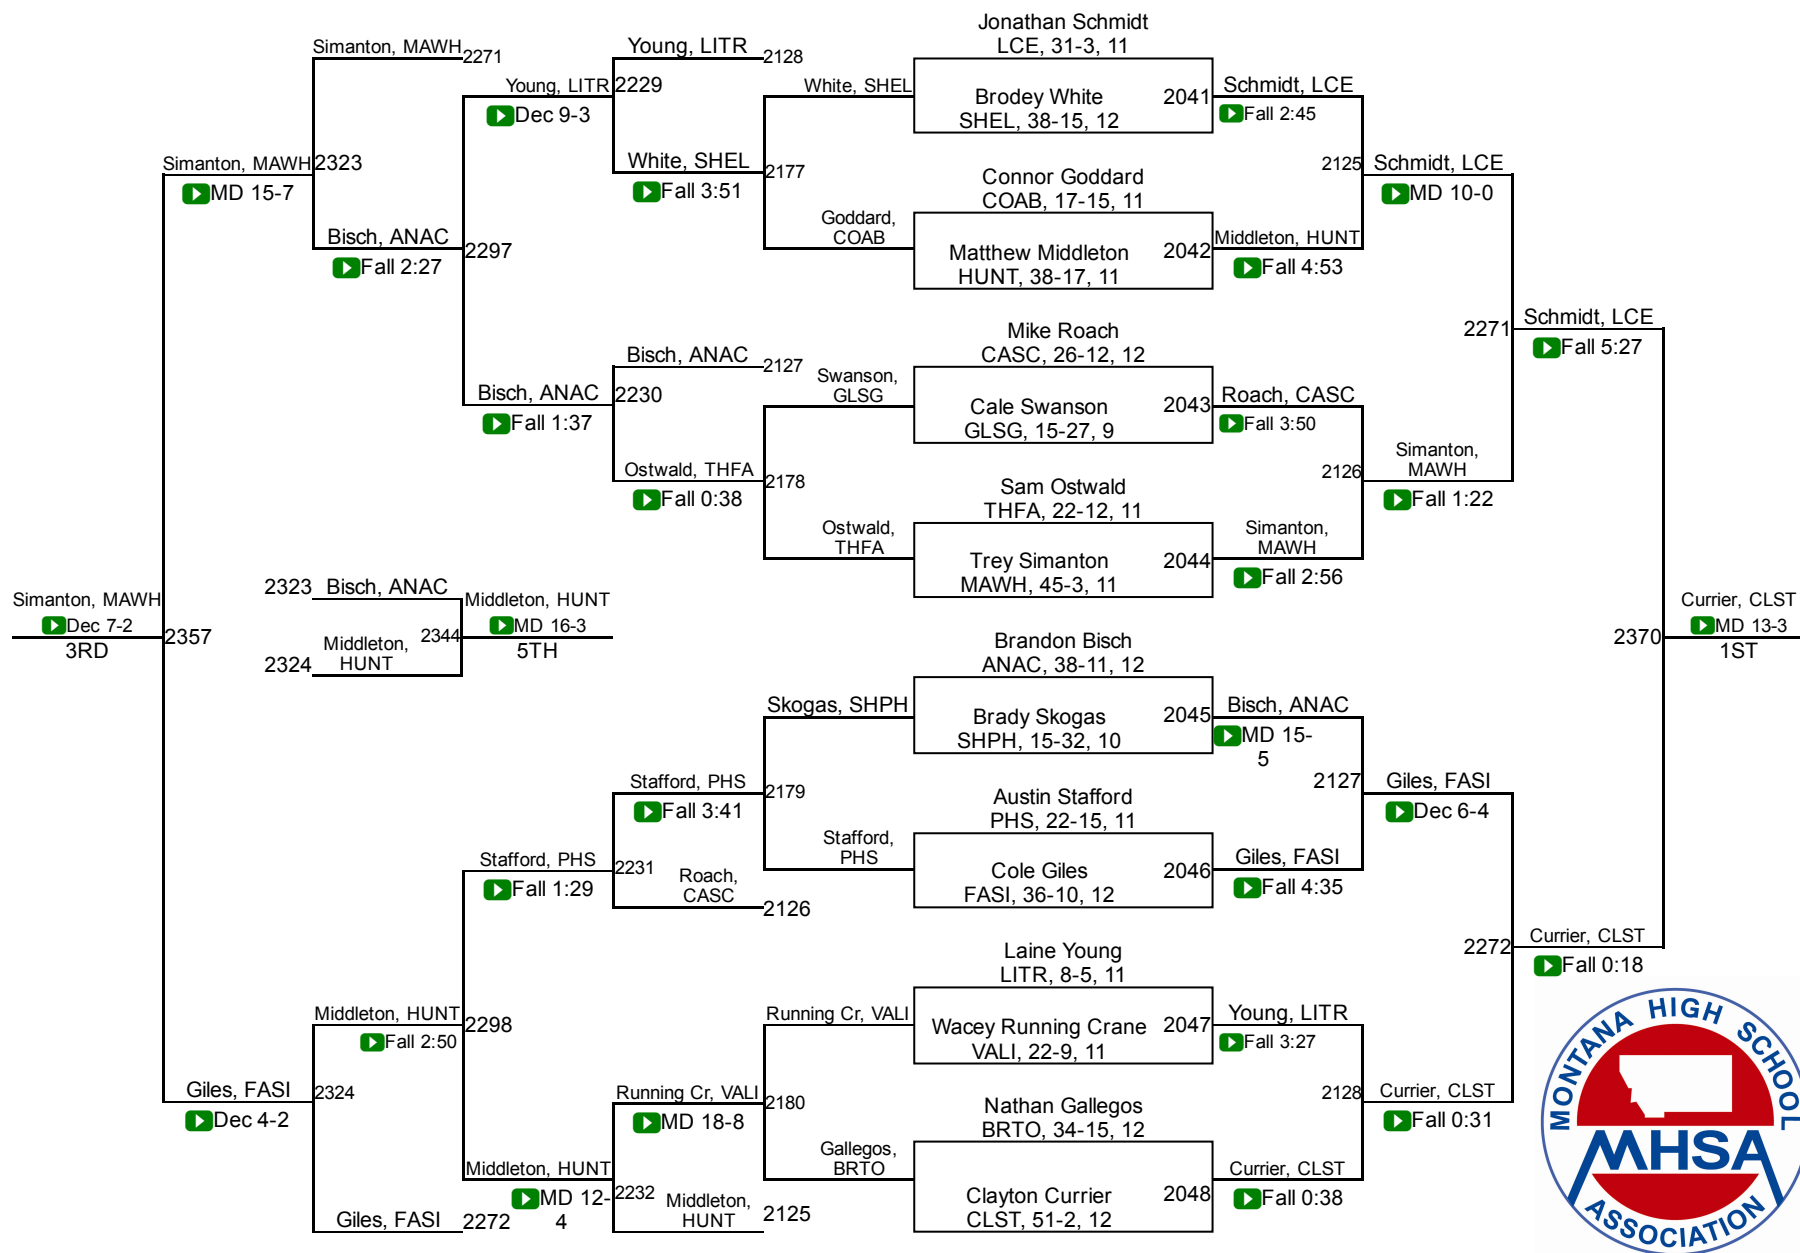 Jonathan Schmidt
LCE, 31-3, 11
Simanton, MAWH
2271
Young, LITR
2128
Young, LITR
2229
Dec 9-3
White, SHEL
Brodey White
SHEL, 38-15, 12
2041
Schmidt, LCE
Fall 2:45
Simanton, MAWH
2323
MD 15-7
White, SHEL
2177
Fall 3:51
Connor Goddard
COAB, 17-15, 11
2125
Schmidt, LCE
MD 10-0
Bisch, ANAC
2297
Fall 2:27
Goddard,
COAB
Matthew Middleton
HUNT, 38-17, 11
2042
Middleton, HUNT
Fall 4:53
Mike Roach
CASC, 26-12, 12
2271
Schmidt, LCE
Fall 5:27
Bisch, ANAC
2127
Bisch, ANAC
2230
Fall 1:37
Swanson,
GLSG
Cale Swanson
GLSG, 15-27, 9
2043
Roach, CASC
Fall 3:50
Ostwald, THFA
2178
Fall 0:38
Sam Ostwald
THFA, 22-12, 11
2126
Simanton,
MAWH
Fall 1:22
Ostwald,
THFA
Trey Simanton
MAWH, 45-3, 11
2044
Simanton,
MAWH
Fall 2:56
Simanton, MAWH
Dec 7-2
3RD
2357
2323
Bisch, ANAC
2324
Middleton,
HUNT
2344
Middleton, HUNT
MD 16-3
5TH
2370
Currier, CLST
MD 13-3
1ST
Brandon Bisch
ANAC, 38-11, 12
Skogas, SHPH
Brady Skogas
SHPH, 15-32, 10
2045
Bisch, ANAC
MD 15-
5
Stafford, PHS
2179
Fall 3:41
Austin Stafford
PHS, 22-15, 11
2127
Giles, FASI
Dec 6-4
Stafford, PHS
2231
Fall 1:29
Roach,
CASC
2126
Stafford,
PHS
Cole Giles
FASI, 36-10, 12
2046
Giles, FASI
Fall 4:35
Laine Young
LITR, 8-5, 11
2272
Currier, CLST
Fall 0:18
Middleton, HUNT
2298
Fall 2:50
Running Cr, VALI
Wacey Running Crane
VALI, 22-9, 11
2047
Young, LITR
Fall 3:27
Giles, FASI
2324
Dec 4-2
Running Cr, VALI
2180
MD 18-8
Nathan Gallegos
BRTO, 34-15, 12
2128
Currier, CLST
Fall 0:31
Middleton, HUNT
2232
MD 12-
4
Gallegos,
BRTO
Clayton Currier
CLST, 51-2, 12
2048
Currier, CLST
Fall 0:38
Giles, FASI
2272
Middleton,
HUNT
2125
MONTANA HIGH SCHOOL
MHSA
ASSOCIATION